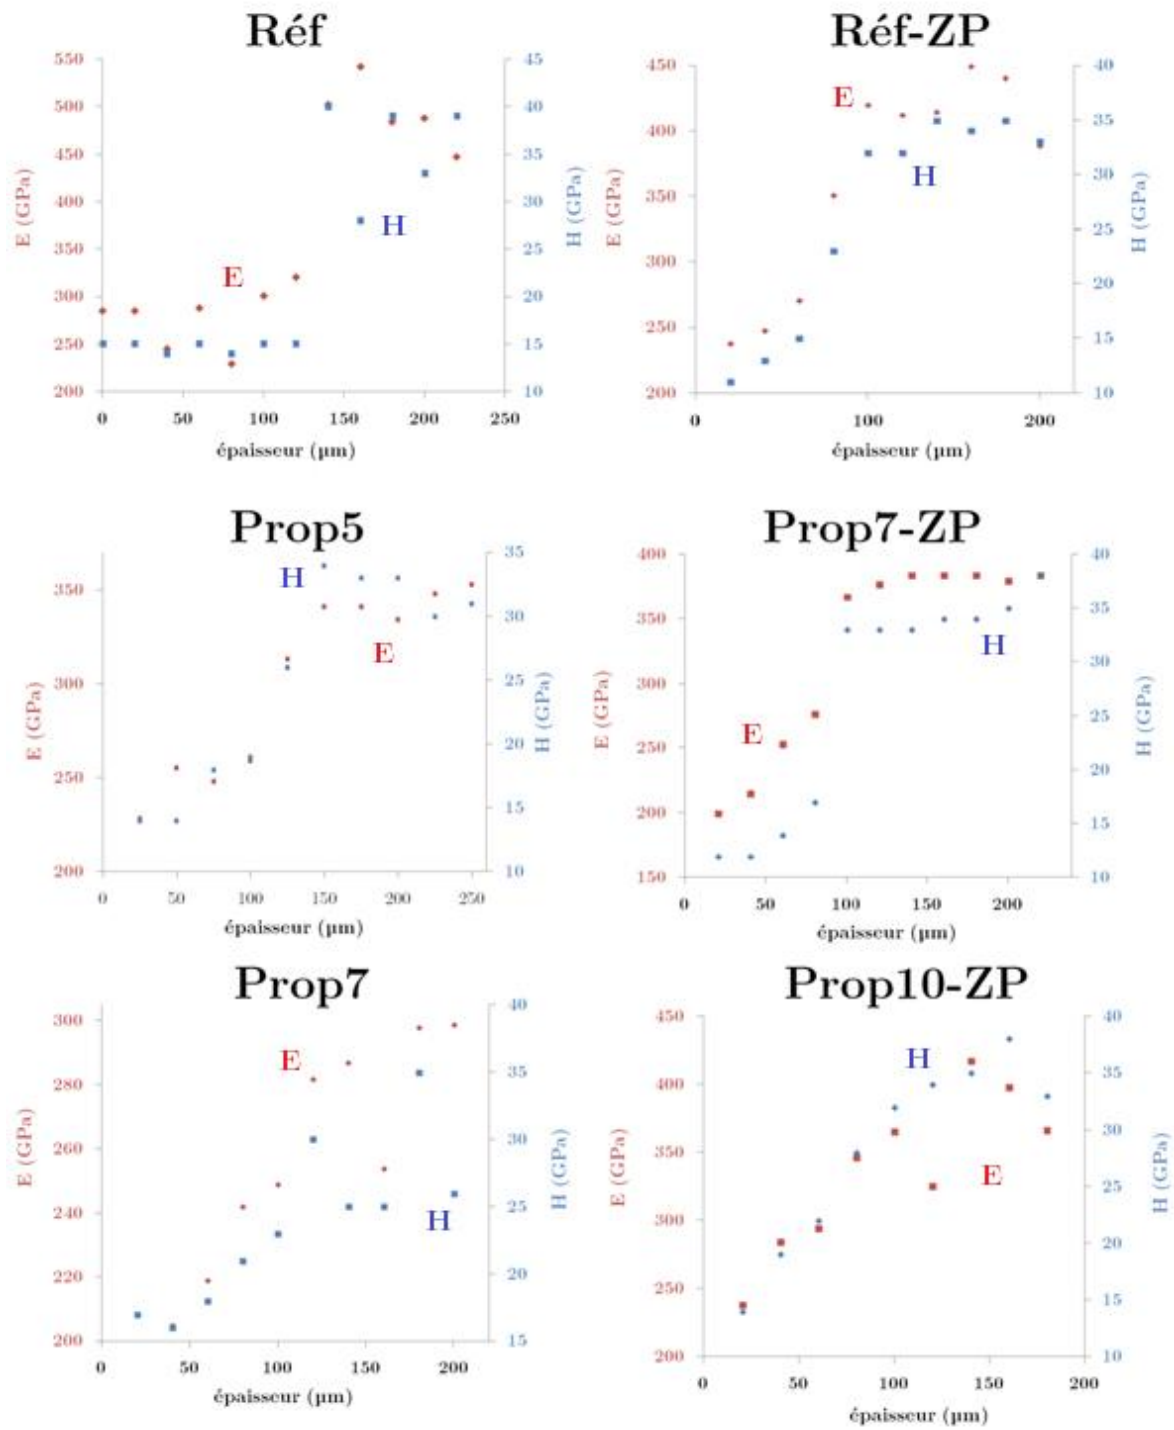 Réf
550
500
450
400
350
300
250
200
E (GPa)
E
H
45
40
35
30
25
20
15
10
H (GPa)
0 50 100 150 200 250
épaisseur (µm)
Réf-ZP
450
400
350
300
250
200
E (GPa)
E
H
40
35
30
25
20
15
10
H (GPa)
0 100 200
épaisseur (µm)
Prop5
350
300
250
200
E (GPa)
H
E
35
30
25
20
15
10
H (GPa)
0 50 100 150 200 250
épaisseur (µm)
Prop7-ZP
400
350
300
250
200
150
E (GPa)
E
H
40
35
30
25
20
15
10
H (GPa)
0 50 100 150 200
épaisseur (µm)
Prop7
300
280
260
240
220
200
E (GPa)
E
H
40
35
30
25
20
15
H (GPa)
0 50 100 150 200
épaisseur (µm)
Prop10-ZP
450
400
350
300
250
200
E (GPa)
H
E
40
35
30
25
20
15
10
H (GPa)
0 50 100 150 200
épaisseur (µm)